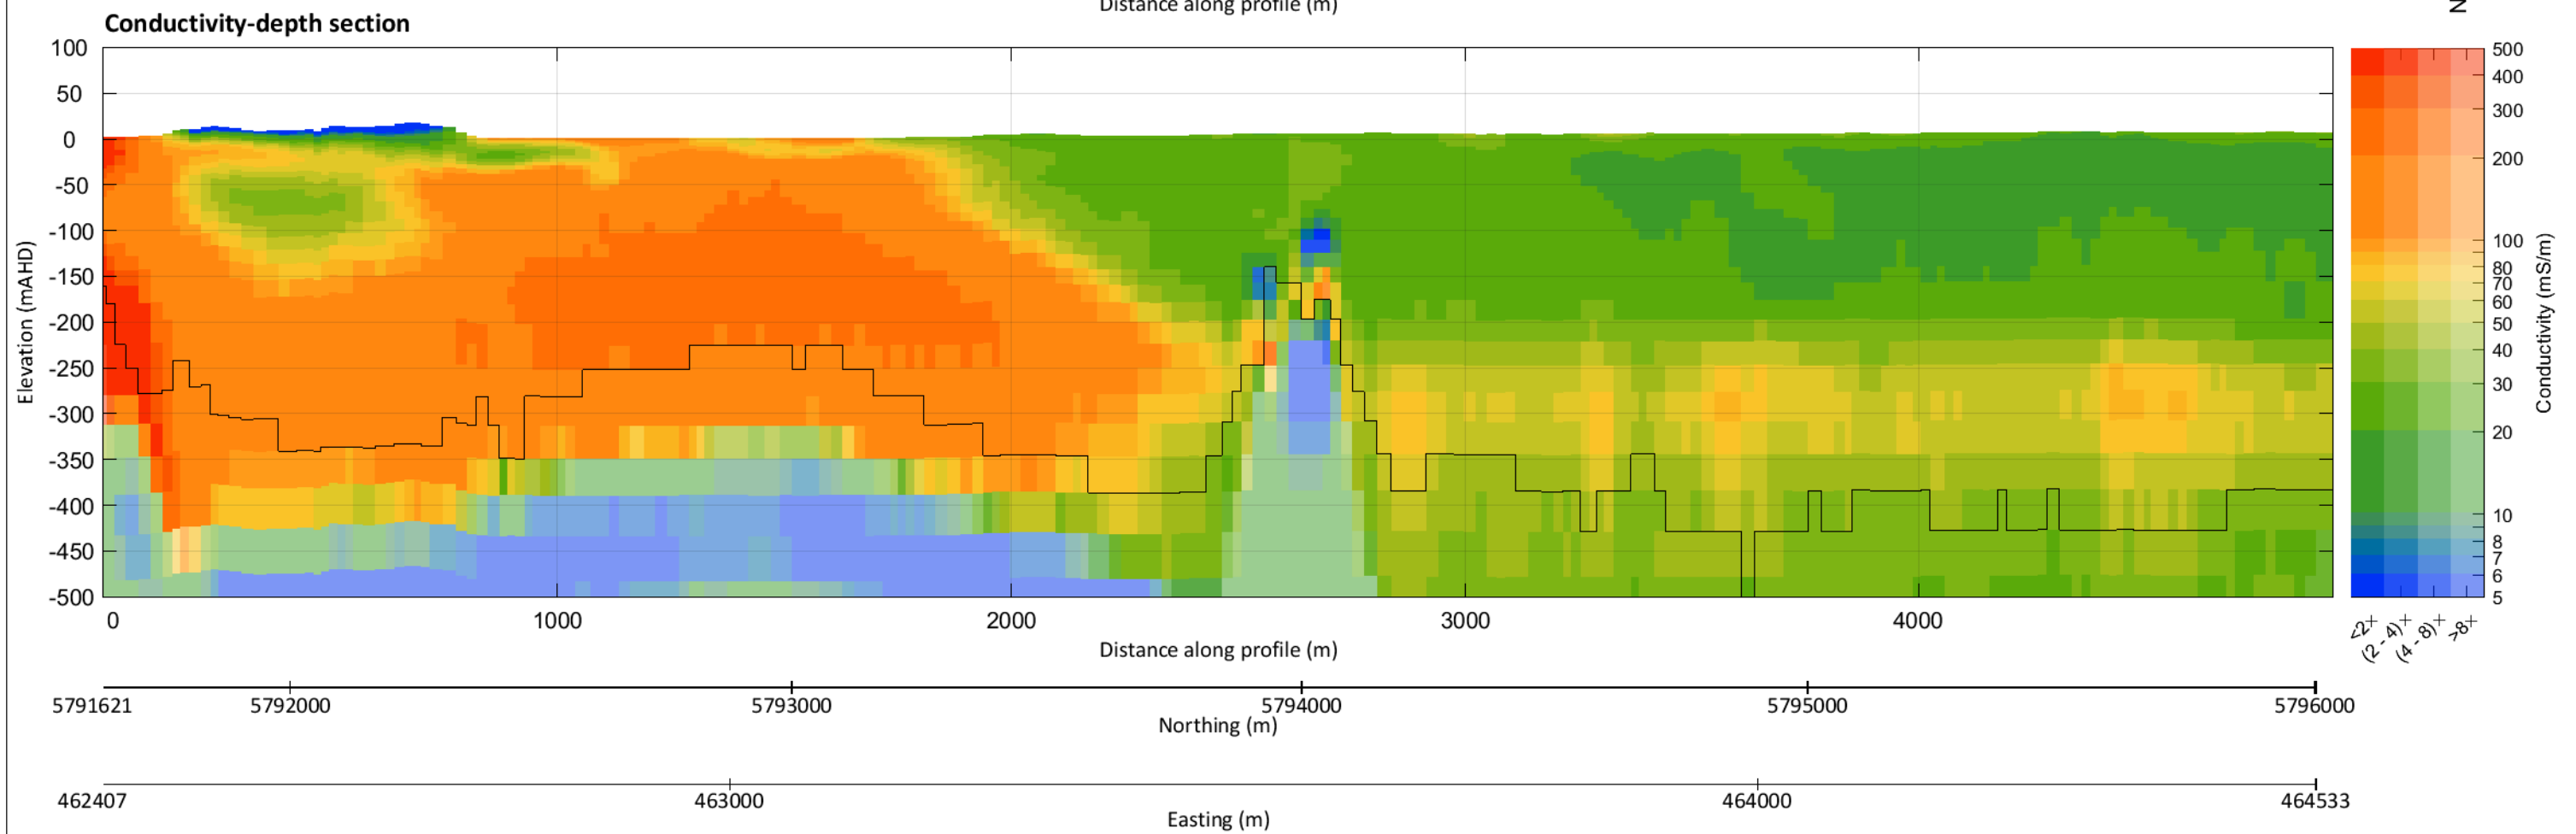 Distance along profile (m)
N
Conductivity-depth section
100
50
0
-50
-100
-150
-200
-250
-300
-350
-400
-450
-500
Elevation (mAHD)
0 1000 2000 3000 4000
Distance along profile (m)
500
400
300
200
100
80
70
60
50
40
30
20
10
8
7
6
5
Conductivity (mS/m)
<2× (2 - 4)× (4 - 8)× >8×
5791621 5792000 5793000 5794000 5795000 5796000
Northing (m)
462407 463000 464000 464533
Easting (m)